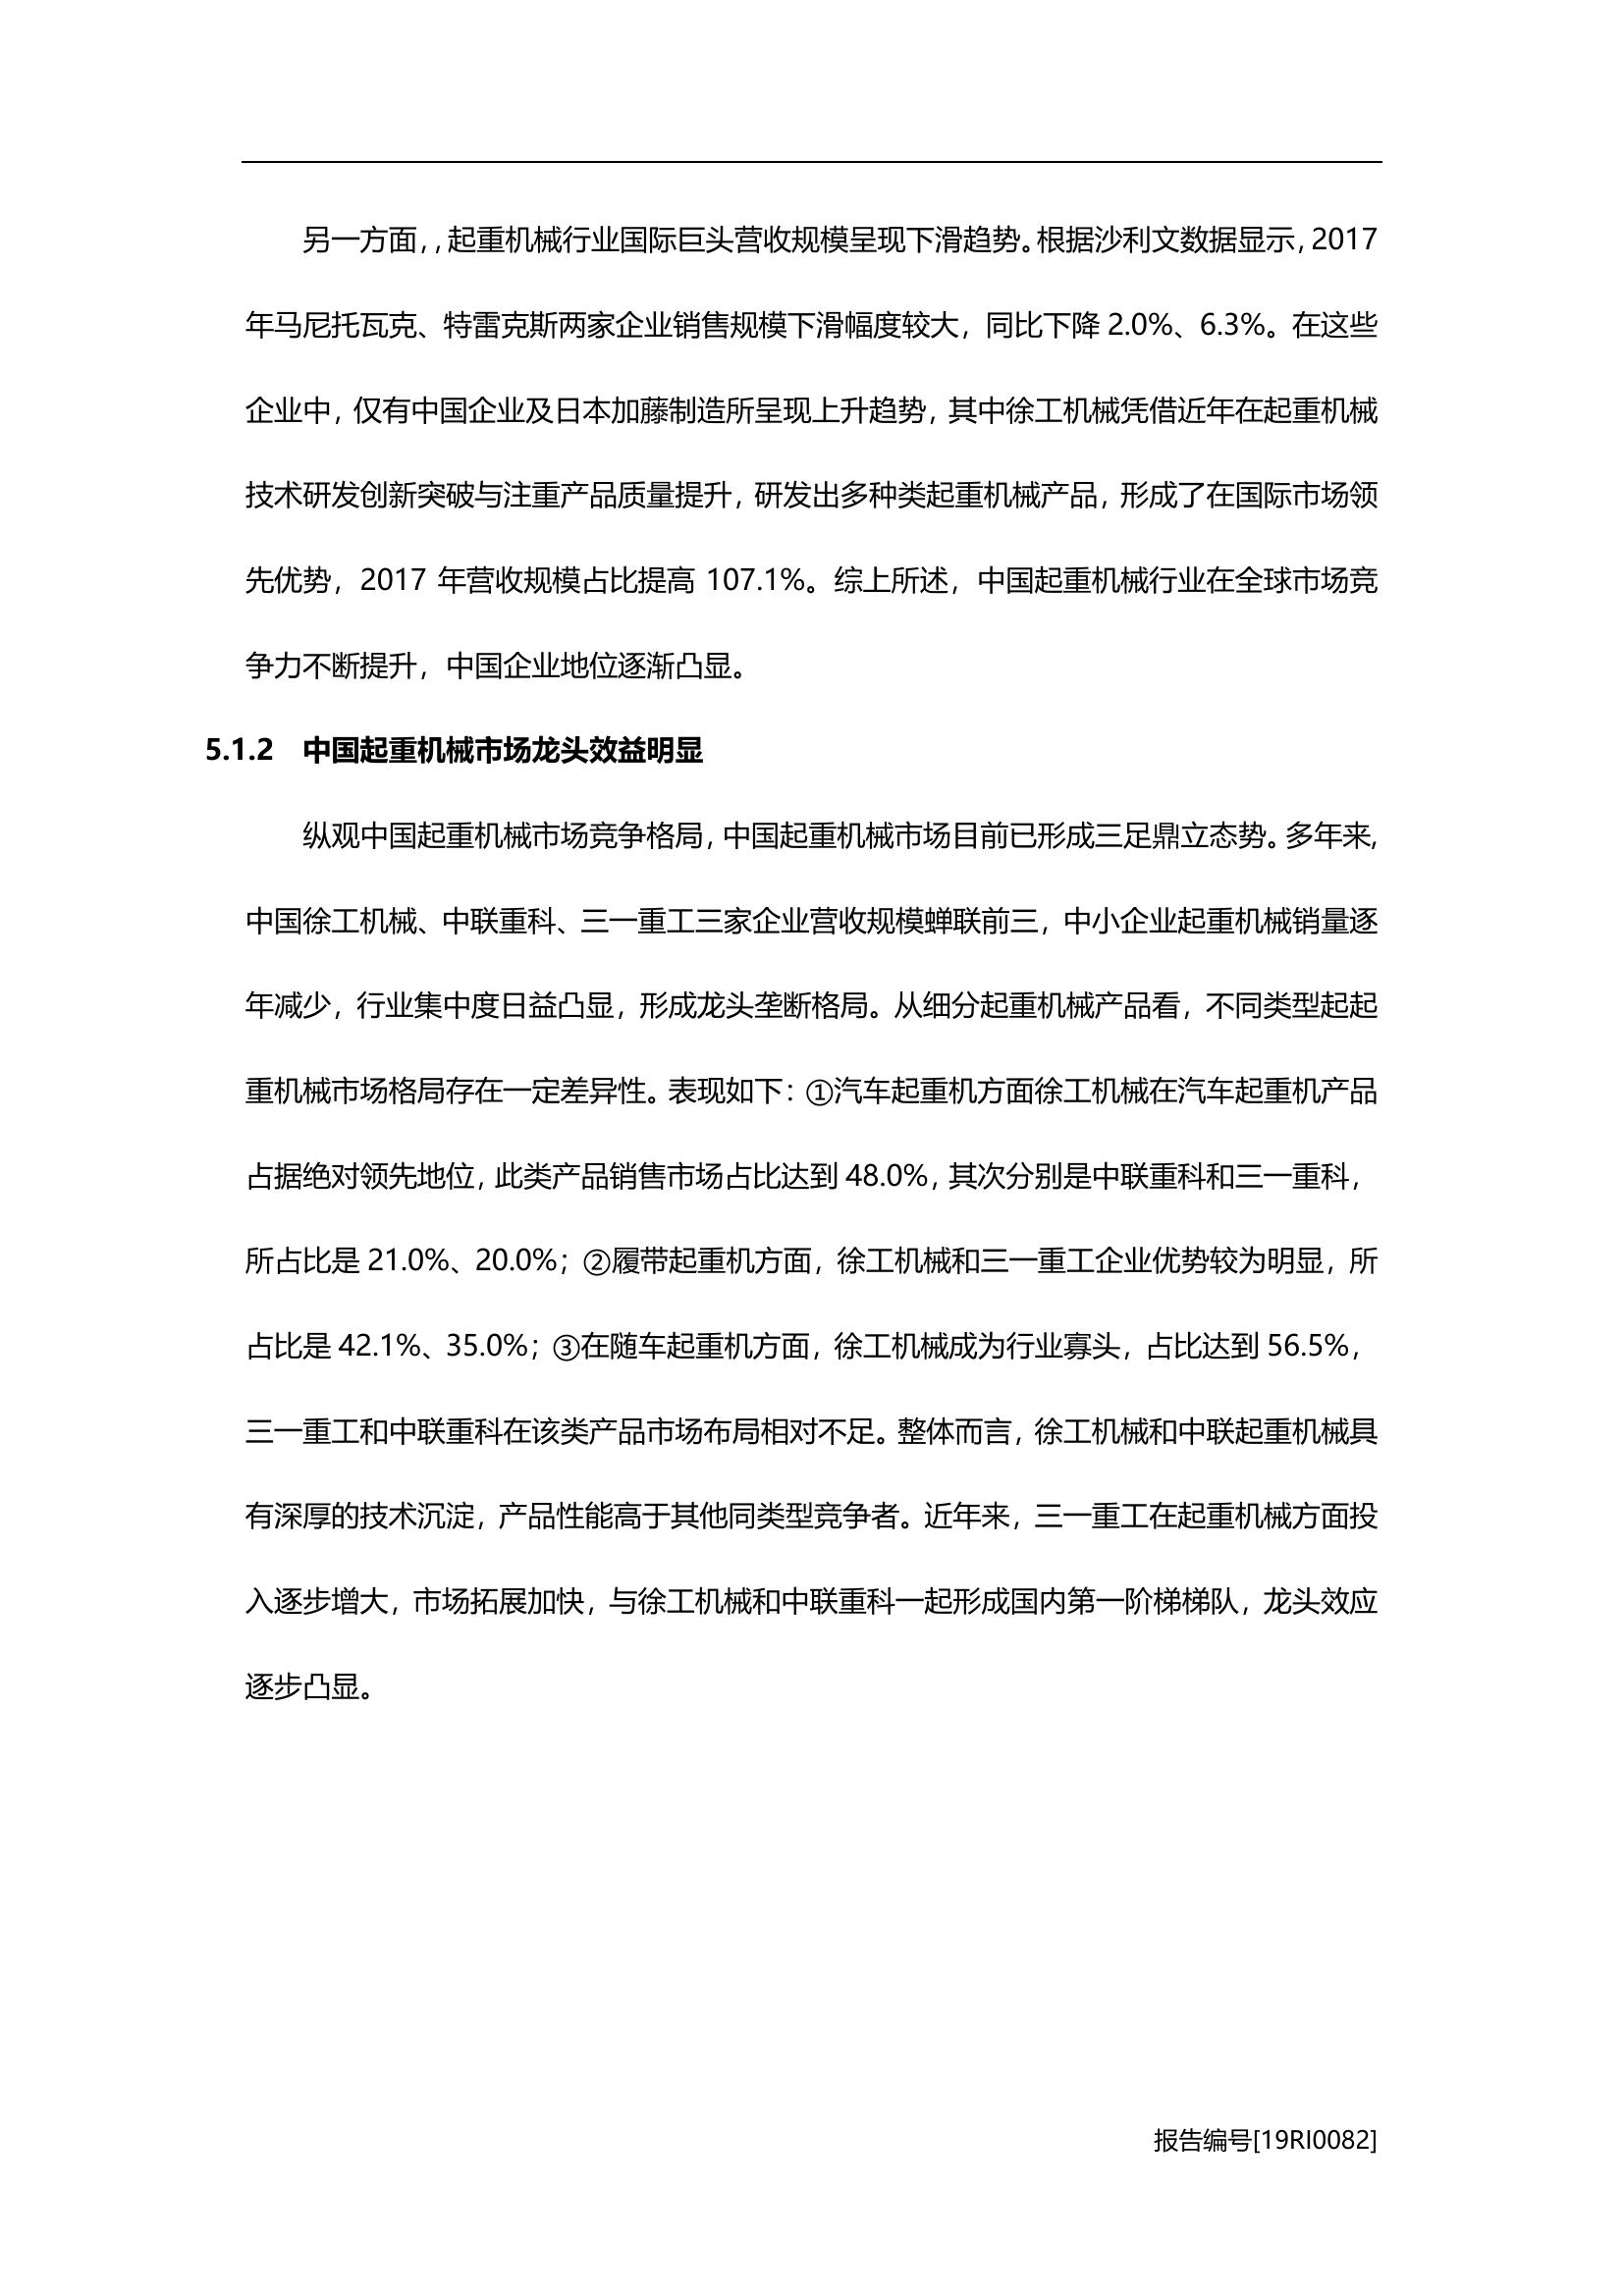 另一方面，，起重机械行业国际巨头营收规模呈现下滑趋势。根据沙利文数据显示，2017
年马尼托瓦克、特雷克斯两家企业销售规模下滑幅度较大，同比下降 2.0%、6.3%。在这些
企业中，仅有中国企业及日本加藤制造所呈现上升趋势，其中徐工机械凭借近年在起重机械
技术研发创新突破与注重产品质量提升，研发出多种类起重机械产品，形成了在国际市场领
先优势，2017 年营收规模占比提高 107.1%。综上所述，中国起重机械行业在全球市场竞
争力不断提升，中国企业地位逐渐凸显。
5.1.2 中国起重机械市场龙头效益明显
纵观中国起重机械市场竞争格局，中国起重机械市场目前已形成三足鼎立态势。多年来，
中国徐工机械、中联重科、三一重工三家企业营收规模蝉联前三，中小企业起重机械销量逐
年减少，行业集中度日益凸显，形成龙头垄断格局。从细分起重机械产品看，不同类型起起
重机械市场格局存在一定差异性。表现如下：①汽车起重机方面徐工机械在汽车起重机产品
占据绝对领先地位，此类产品销售市场占比达到 48.0%，其次分别是中联重科和三一重科，
所占比是 21.0%、20.0%；②履带起重机方面，徐工机械和三一重工企业优势较为明显，所
占比是 42.1%、35.0%；③在随车起重机方面，徐工机械成为行业寡头，占比达到 56.5%，
三一重工和中联重科在该类产品市场布局相对不足。整体而言，徐工机械和中联起重机械具
有深厚的技术沉淀，产品性能高于其他同类型竞争者。近年来，三一重工在起重机械方面投
入逐步增大，市场拓展加快，与徐工机械和中联重科一起形成国内第一阶梯梯队，龙头效应
逐步凸显。
报告编号[19RI0082]